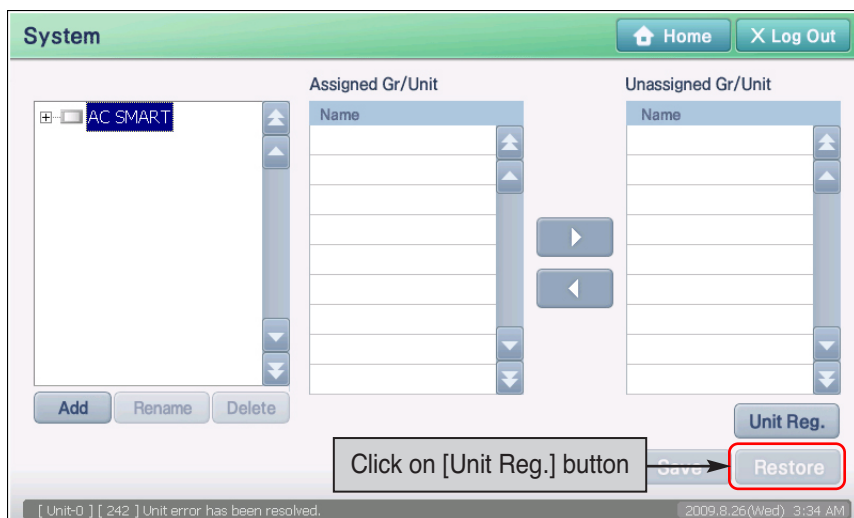 System
Home
X Log Out
Assigned Gr/Unit
Unassigned Gr/Unit
AC SMART
Name
Name
Add
Rename
Delete
Unit Reg.
Click on [Unit Reg.] button
Save
Restore
[ Unit-0 ] [ 242 ] Unit error has been resolved.
2009.8.26(Wed) 3:34 AM